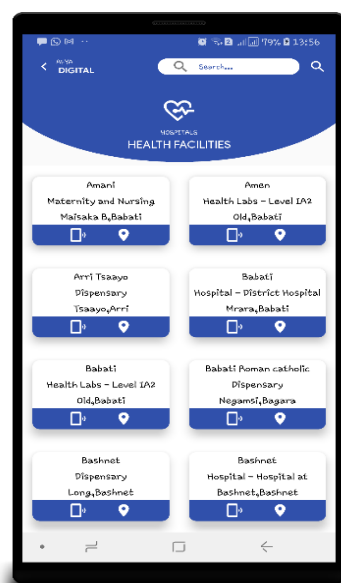 79% 13:56
DIGITAL
Search...
HOSPITALS
HEALTH FACILITIES
Amani
Maternity and Nursing
Maisaka B,Babati
Amen
Health Labs - Level IA2
Old,Babati
Arri Tsaayo
Dispensary
Tsaayo,Arri
Babati
Hospital - District Hospital
Mrara,Babati
Babati
Health Labs - Level IA2
Old,Babati
Babati Roman catholic
Dispensary
Negamsi,Bagara
Bashnet
Dispensary
Long,Bashnet
Bashnet
Hospital - Hospital at
Bashnet,Bashnet